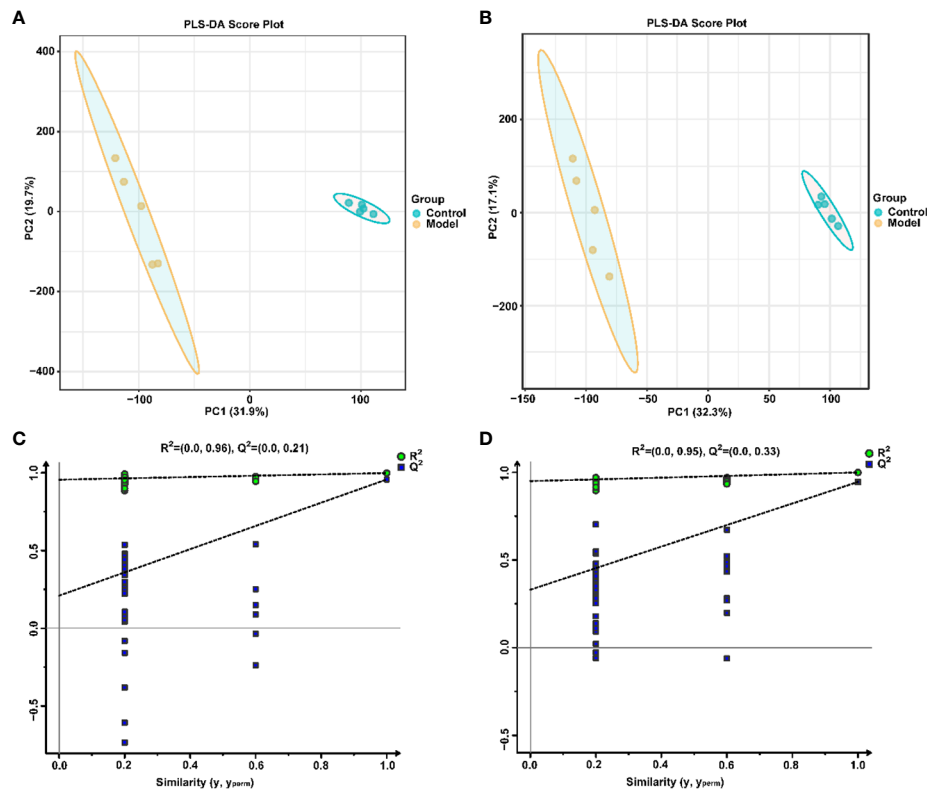 A
PLS-DA Score Plot
400
200
0
−200
−400
PC2 (19.7%)
−100
0
100
PC1 (31.9%)
Group
Control
Model
B
PLS-DA Score Plot
200
0
−200
PC2 (17.1%)
−150
−100
−50
0
50
100
PC1 (32.3%)
Group
Control
Model
C
R²=(0.0, 0.96), Q²=(0.0, 0.21)
R²
Q²
1.0
0.5
0.0
−0.5
0.0
0.2
0.4
0.6
0.8
1.0
Similarity (y, yperm)
D
R²=(0.0, 0.95), Q²=(0.0, 0.33)
R²
Q²
1.0
0.5
0.0
−0.5
0.0
0.2
0.4
0.6
0.8
1.0
Similarity (y, yperm)